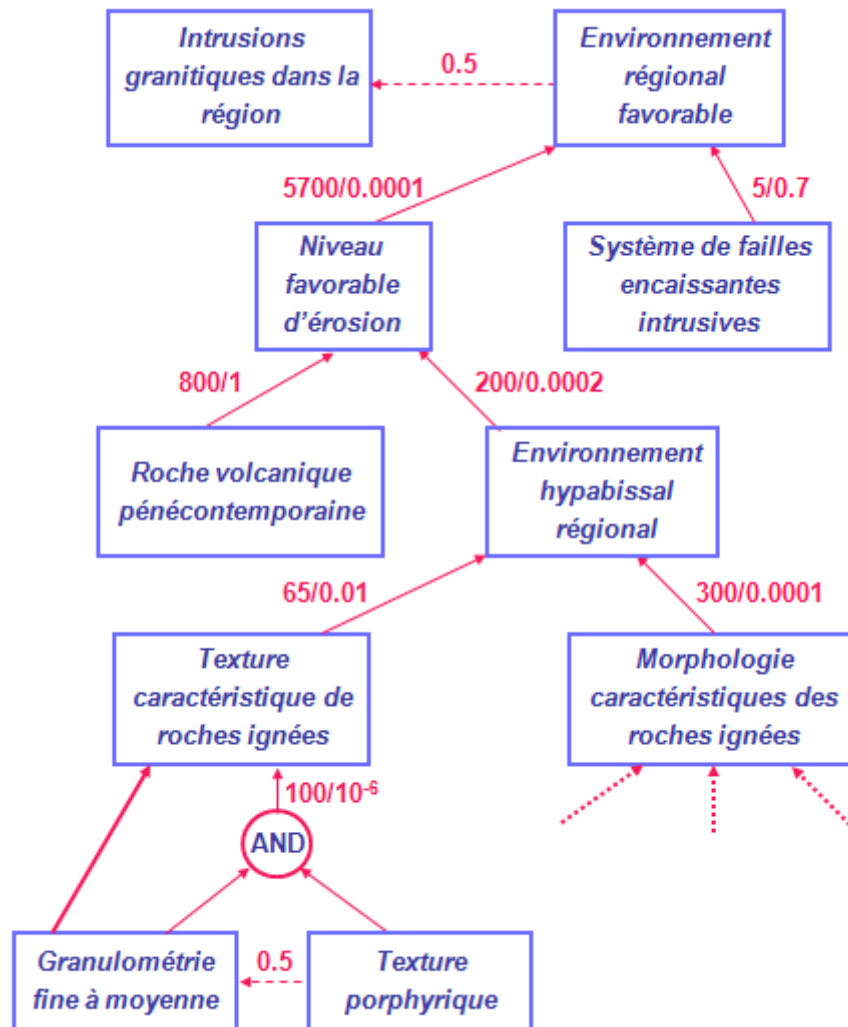 Intrusions
granitiques dans la
région
0.5
Environnement
régional
favorable
5700/0.0001
5/0.7
Niveau
favorable
d'érosion
Système de failles
encaissantes
intrusives
800/1
200/0.0002
Roche volcanique
pénécontemporaine
Environnement
hypabissal
régional
65/0.01
300/0.0001
Texture
caractéristique de
roches ignées
Morphologie
caractéristiques des
roches ignées
100/10⁻⁶
AND
Granulométrie
fine à moyenne
0.5
Texture
porphyrique